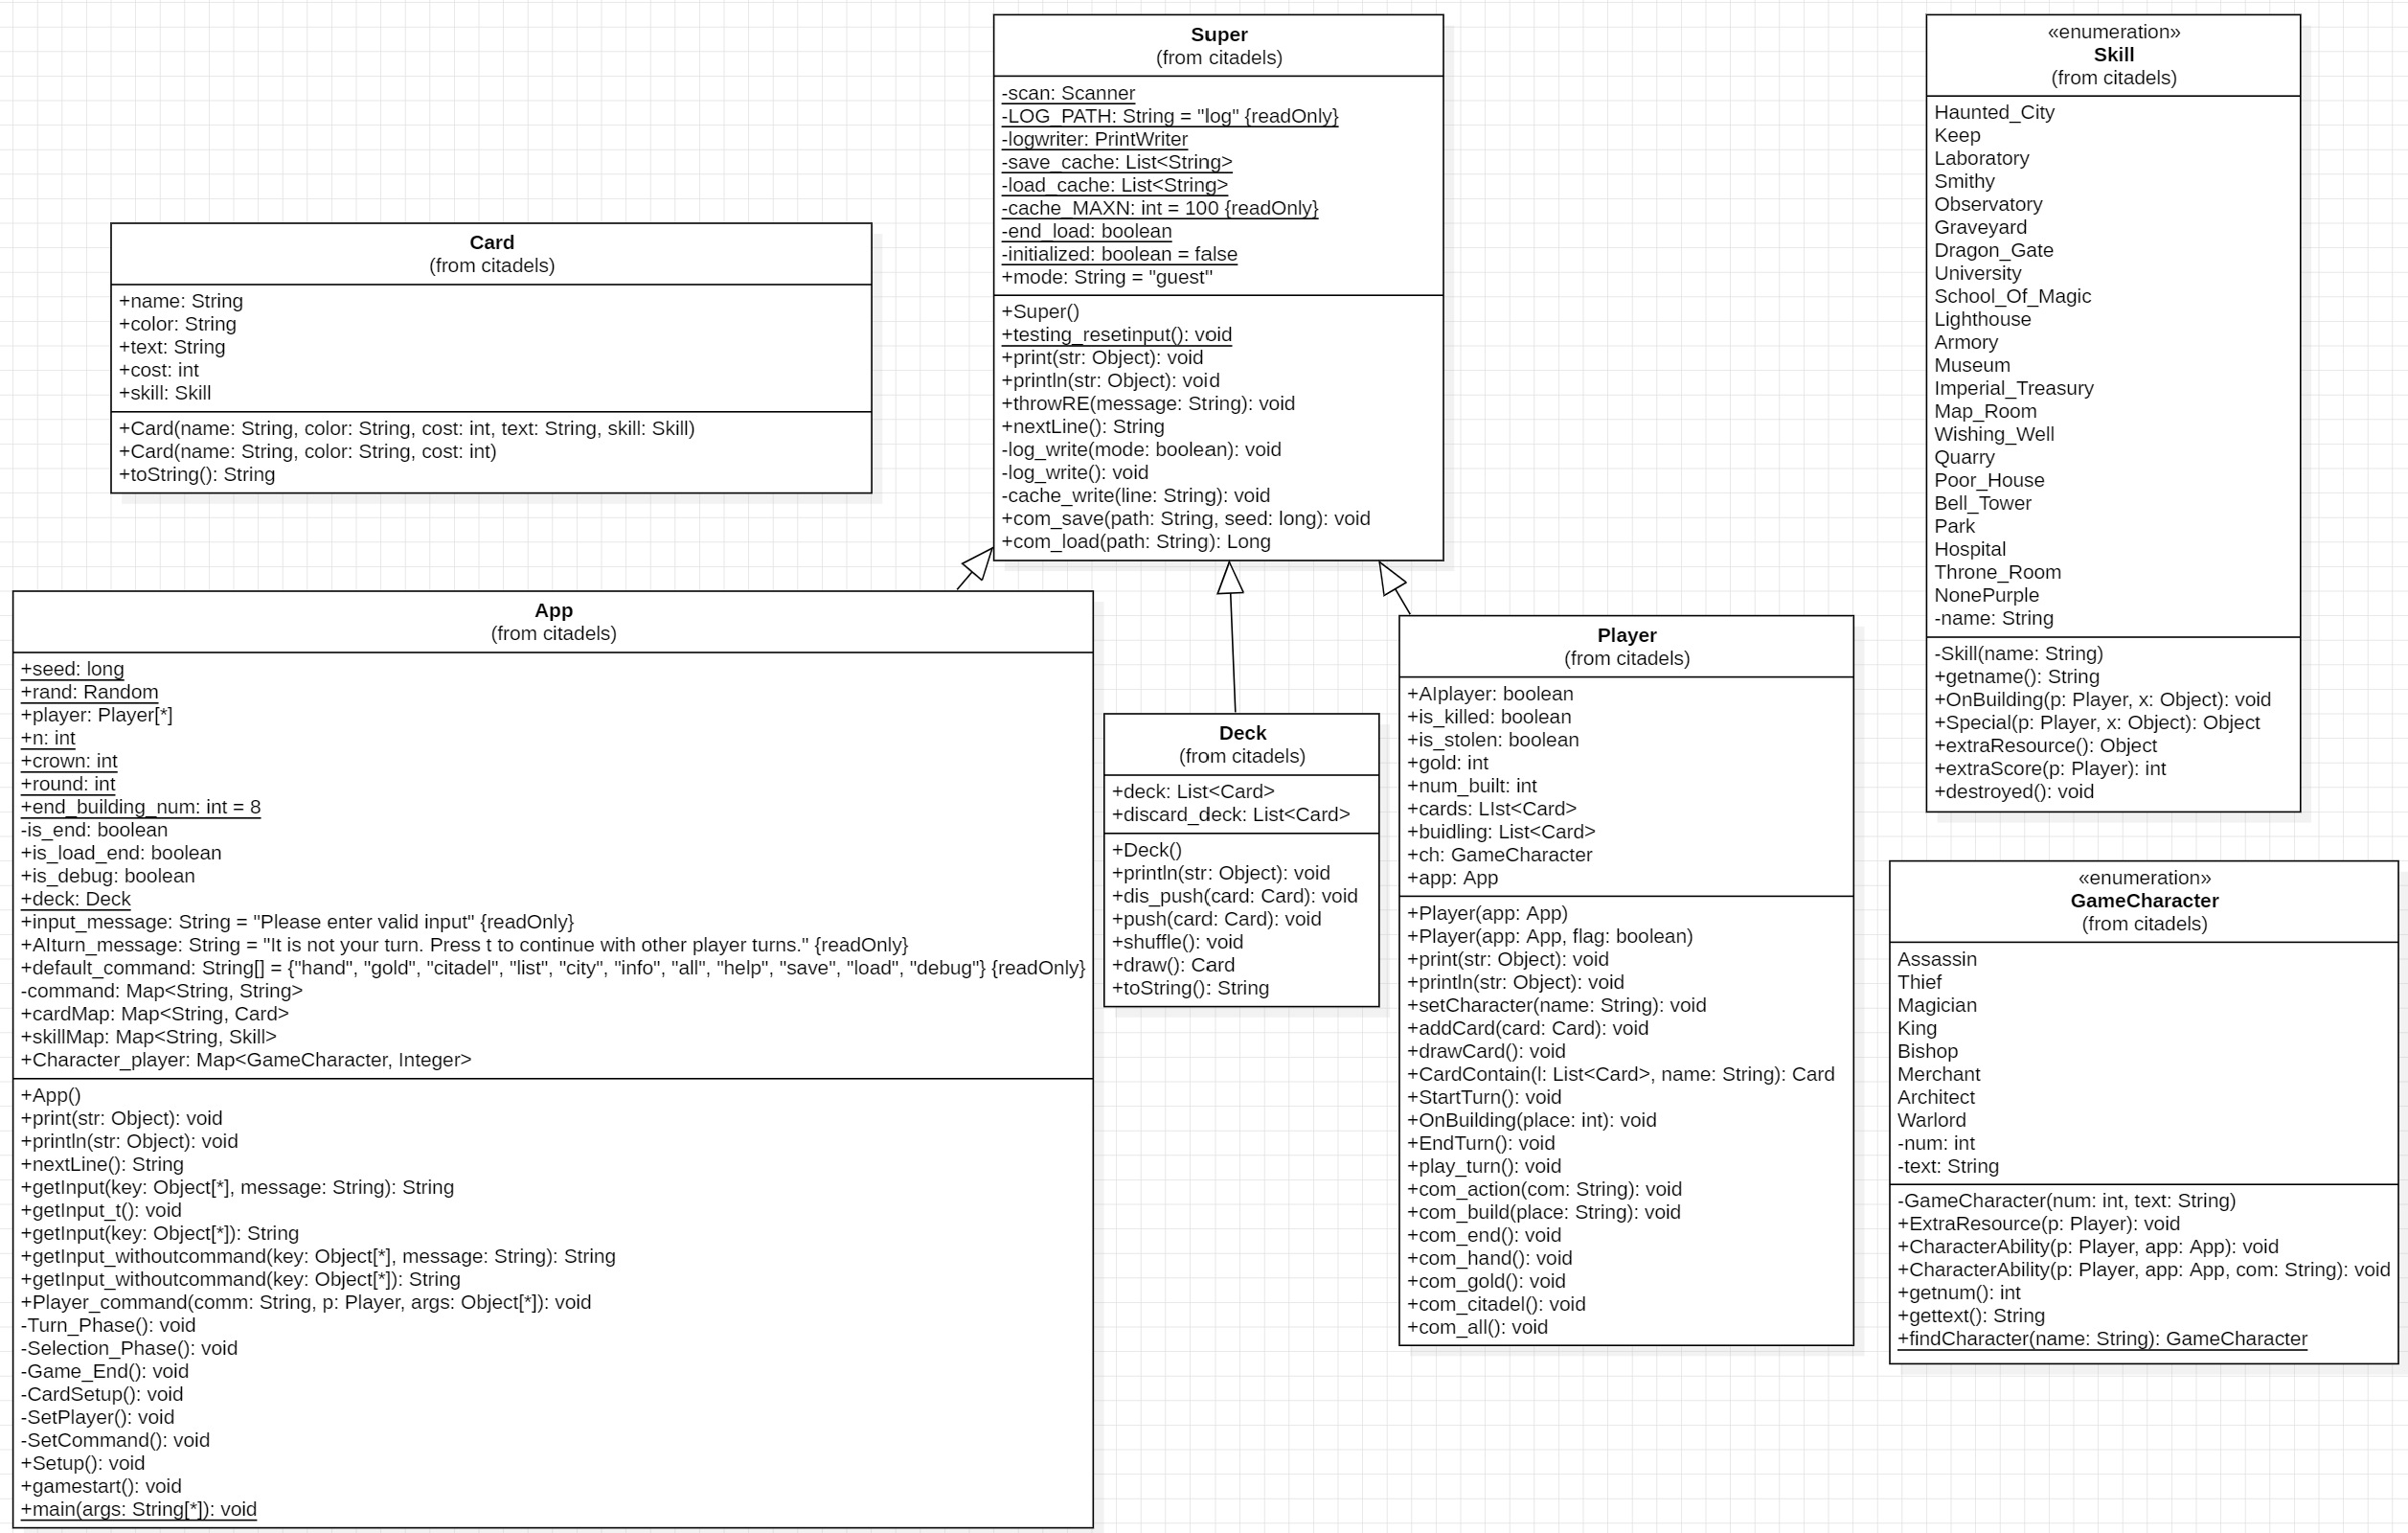 Super
(from citadels)
-scan: Scanner
-LOG_PATH: String = "log" {readOnly}
-logwriter: PrintWriter
-save_cache: List<String>
-load_cache: List<String>
-cache_MAXN: int = 100 {readOnly}
-end_load: boolean
-initialized: boolean = false
+mode: String = "guest"
+Super()
+testing_resetinput(): void
+print(str: Object): void
+println(str: Object): void
+throwRE(message: String): void
+nextLine(): String
-log_write(mode: boolean): void
-log_write(): void
-cache_write(line: String): void
+com_save(path: String, seed: long): void
+com_load(path: String): Long
«enumeration»
Skill
(from citadels)
Haunted_City
Keep
Laboratory
Smithy
Observatory
Graveyard
Dragon_Gate
University
School_Of_Magic
Lighthouse
Armory
Museum
Imperial_Treasury
Map_Room
Wishing_Well
Quarry
Poor_House
Bell_Tower
Park
Hospital
Throne_Room
NonePurple
-name: String
-Skill(name: String)
+getname(): String
+OnBuilding(p: Player, x: Object): void
+Special(p: Player, x: Object): Object
+extraResource(): Object
+extraScore(p: Player): int
+destroyed(): void
Card
(from citadels)
+name: String
+color: String
+text: String
+cost: int
+skill: Skill
+Card(name: String, color: String, cost: int, text: String, skill: Skill)
+Card(name: String, color: String, cost: int)
+toString(): String
App
(from citadels)
+seed: long
+rand: Random
+player: Player[*]
+n: int
+crown: int
+round: int
+end_building_num: int = 8
-is_end: boolean
+is_load_end: boolean
+is_debug: boolean
+deck: Deck
+input_message: String = "Please enter valid input" {readOnly}
+AIturn_message: String = "It is not your turn. Press t to continue with other player turns." {readOnly}
+default_command: String[] = {"hand", "gold", "citadel", "list", "city", "info", "all", "help", "save", "load", "debug"} {readOnly}
-command: Map<String, String>
+cardMap: Map<String, Card>
+skillMap: Map<String, Skill>
+Character_player: Map<GameCharacter, Integer>
+App()
+print(str: Object): void
+println(str: Object): void
+nextLine(): String
+getInput(key: Object[*], message: String): String
+getInput_t(): void
+getInput(key: Object[*]): String
+getInput_withoutcommand(key: Object[*], message: String): String
+getInput_withoutcommand(key: Object[*]): String
+Player_command(comm: String, p: Player, args: Object[*]): void
-Turn_Phase(): void
-Selection_Phase(): void
-Game_End(): void
-CardSetup(): void
-SetPlayer(): void
-SetCommand(): void
+Setup(): void
+gamestart(): void
+main(args: String[*]): void
Deck
(from citadels)
+deck: List<Card>
+discard_deck: List<Card>
+Deck()
+println(str: Object): void
+dis_push(card: Card): void
+push(card: Card): void
+shuffle(): void
+draw(): Card
+toString(): String
Player
(from citadels)
+AIplayer: boolean
+is_killed: boolean
+is_stolen: boolean
+gold: int
+num_built: int
+cards: LIst<Card>
+buidling: List<Card>
+ch: GameCharacter
+app: App
+Player(app: App)
+Player(app: App, flag: boolean)
+print(str: Object): void
+println(str: Object): void
+setCharacter(name: String): void
+addCard(card: Card): void
+drawCard(): void
+CardContain(l: List<Card>, name: String): Card
+StartTurn(): void
+OnBuilding(place: int): void
+EndTurn(): void
+play_turn(): void
+com_action(com: String): void
+com_build(place: String): void
+com_end(): void
+com_hand(): void
+com_gold(): void
+com_citadel(): void
+com_all(): void
«enumeration»
GameCharacter
(from citadels)
Assassin
Thief
Magician
King
Bishop
Merchant
Architect
Warlord
-num: int
-text: String
-GameCharacter(num: int, text: String)
+ExtraResource(p: Player): void
+CharacterAbility(p: Player, app: App): void
+CharacterAbility(p: Player, app: App, com: String): void
+getnum(): int
+gettext(): String
+findCharacter(name: String): GameCharacter